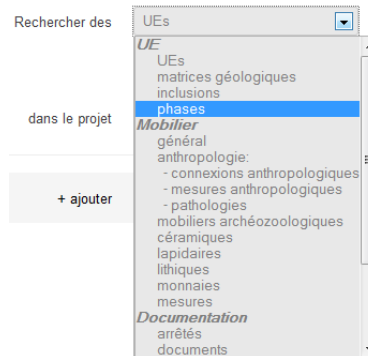 Rechercher des UEs
UE
UEs
matrices géologiques
inclusions
phases
dans le projet
Mobilier
général
anthropologie:
- connexions anthropologiques
- mesures anthropologiques
- pathologies
+ ajouter
mobiliers archéozoologiques
céramiques
lapidaires
lithiques
monnaies
mesures
Documentation
arrêtés
documents